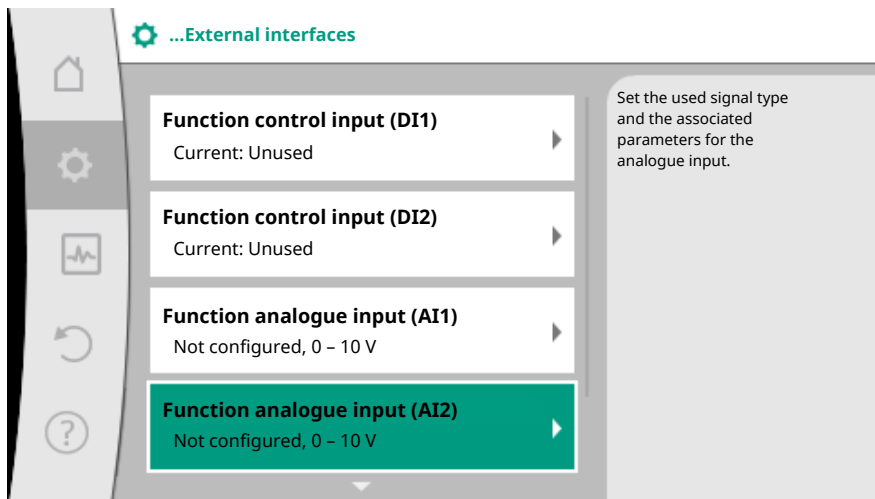 ...External interfaces
Function control input (DI1)
Current: Unused
Function control input (DI2)
Current: Unused
Function analogue input (AI1)
Not configured, 0 – 10 V
Function analogue input (AI2)
Not configured, 0 – 10 V
Set the used signal type
and the associated
parameters for the
analogue input.
?